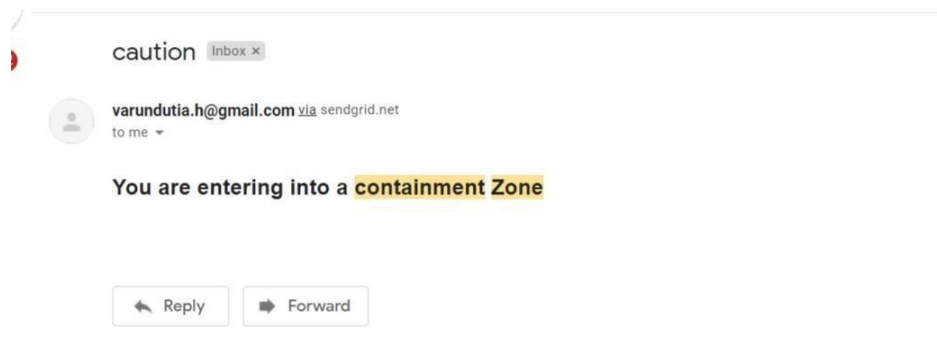 caution Inbox ×
varundutia.h@gmail.com via sendgrid.net
to me
You are entering into a containment Zone
Reply Forward